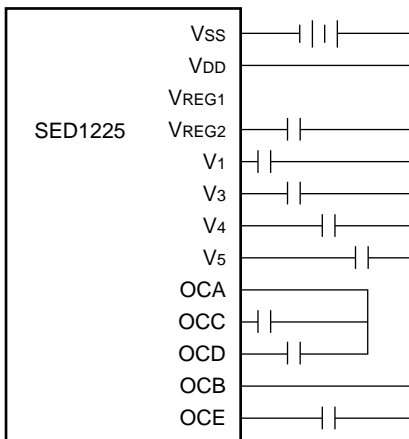 VSS
VDD
VREG1
SED1225 VREG2
V1
V3
V4
V5
OCA
OCC
OCD
OCB
OCE